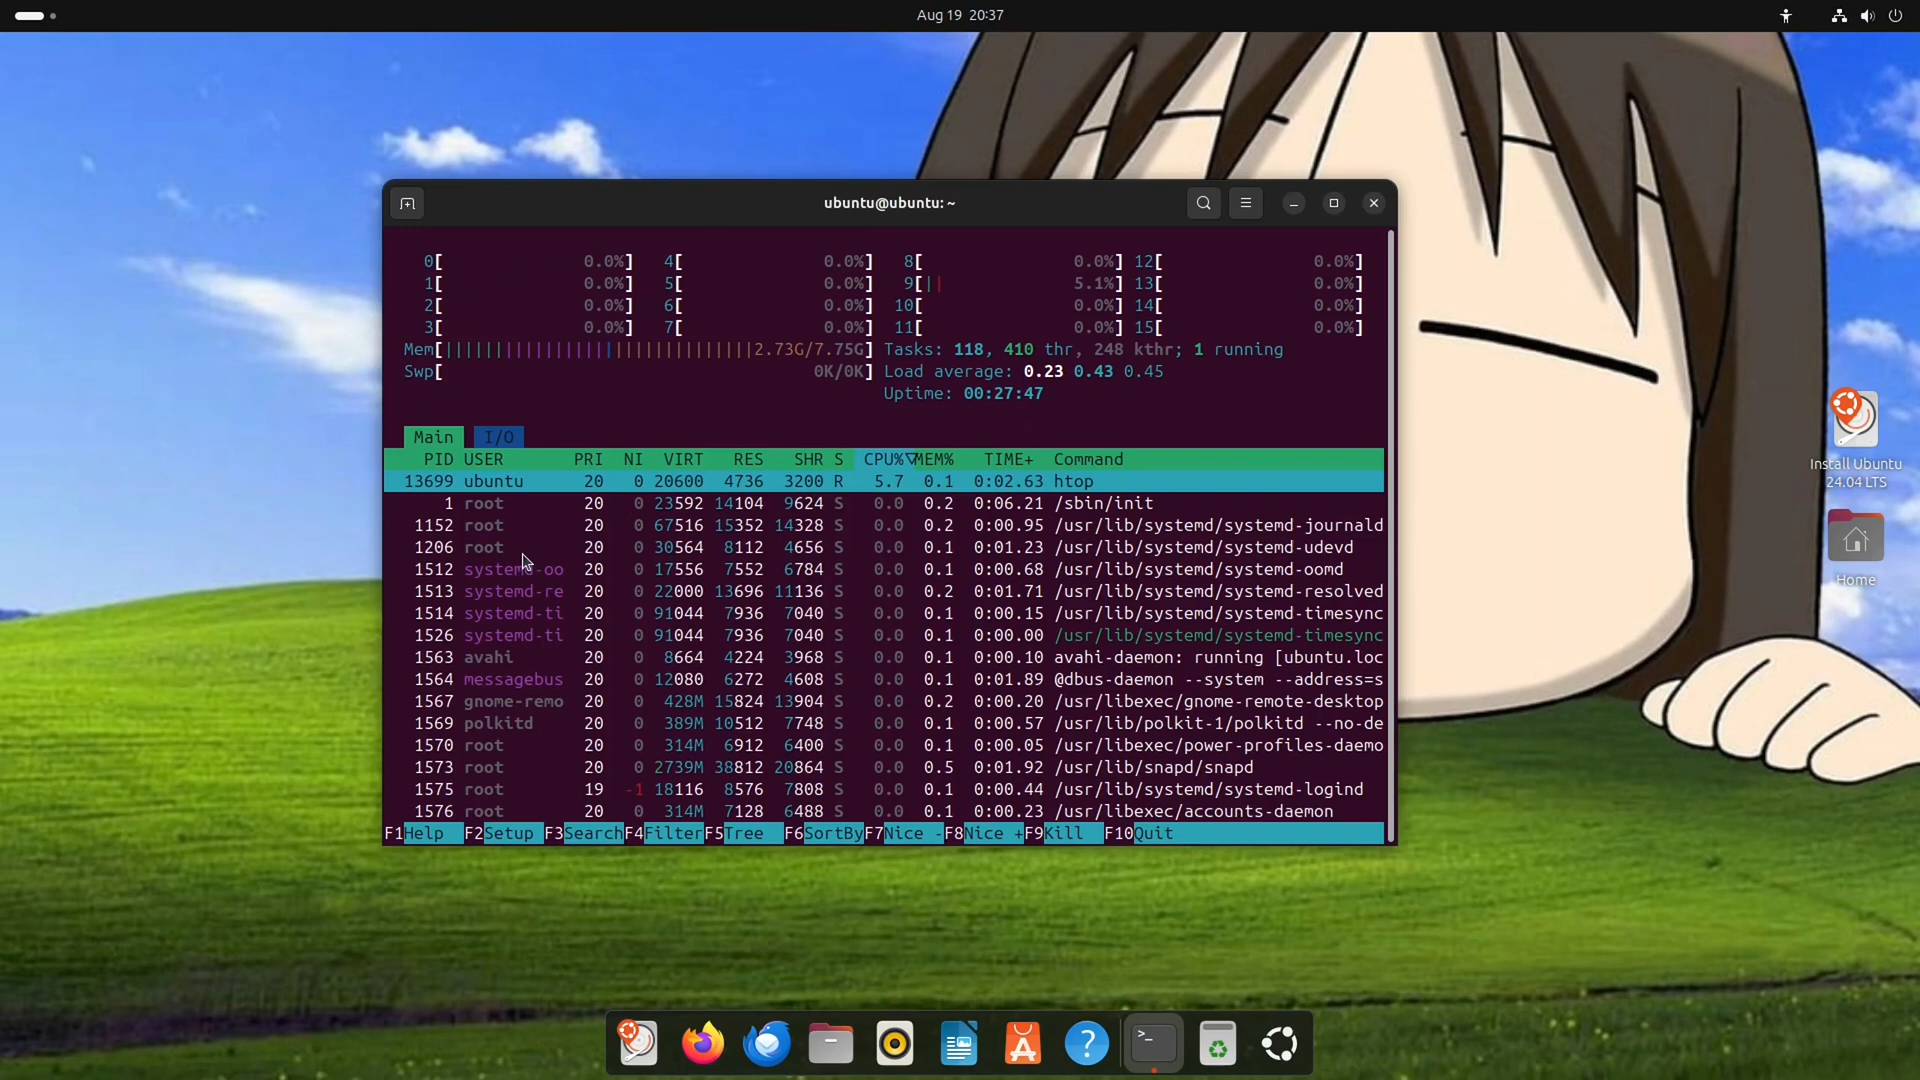 Aug 19 20:37
ubuntu@ubuntu: ~
0[ 0.0%] 4[ 0.0%] 8[ 0.0%] 12[ 0.0%]
1[ 0.0%] 5[ 0.0%] 9[|| 5.1%] 13[ 0.0%]
2[ 0.0%] 6[ 0.0%] 10[ 0.0%] 14[ 0.0%]
3[ 0.0%] 7[ 0.0%] 11[ 0.0%] 15[ 0.0%]
Mem[|||||||||||||||||||||||||||||||2.73G/7.75G] Tasks: 118, 410 thr, 248 kthr; 1 running
Swp[ 0K/0K] Load average: 0.23 0.43 0.45
Uptime: 00:27:47
Main I/O
PID USER PRI NI VIRT RES SHR S CPU%▽MEM% TIME+ Command
13699 ubuntu 20 0 20600 4736 3200 R 5.7 0.1 0:02.63 htop
1 root 20 0 23592 14104 9624 S 0.0 0.2 0:06.21 /sbin/init
1152 root 20 0 67516 15352 14328 S 0.0 0.2 0:00.95 /usr/lib/systemd/systemd-journald
1206 root 20 0 30564 8112 4656 S 0.0 0.1 0:01.23 /usr/lib/systemd/systemd-udevd
1512 systemd-oo 20 0 17556 7552 6784 S 0.0 0.1 0:00.68 /usr/lib/systemd/systemd-oomd
1513 systemd-re 20 0 22000 13696 11136 S 0.0 0.2 0:01.71 /usr/lib/systemd/systemd-resolved
1514 systemd-ti 20 0 91044 7936 7040 S 0.0 0.1 0:00.15 /usr/lib/systemd/systemd-timesync
1526 systemd-ti 20 0 91044 7936 7040 S 0.0 0.1 0:00.00 /usr/lib/systemd/systemd-timesync
1563 avahi 20 0 8664 4224 3968 S 0.0 0.1 0:00.10 avahi-daemon: running [ubuntu.loc
1564 messagebus 20 0 12080 6272 4608 S 0.0 0.1 0:01.89 @dbus-daemon --system --address=s
1567 gnome-remo 20 0 428M 15824 13904 S 0.0 0.2 0:00.20 /usr/libexec/gnome-remote-desktop
1569 polkitd 20 0 389M 10512 7748 S 0.0 0.1 0:00.57 /usr/lib/polkit-1/polkitd --no-de
1570 root 20 0 314M 6912 6400 S 0.0 0.1 0:00.05 /usr/libexec/power-profiles-daemo
1573 root 20 0 2739M 38812 20864 S 0.0 0.5 0:01.92 /usr/lib/snapd/snapd
1575 root 19 -1 18116 8576 7808 S 0.0 0.1 0:00.44 /usr/lib/systemd/systemd-logind
1576 root 20 0 314M 7128 6488 S 0.0 0.1 0:00.23 /usr/libexec/accounts-daemon
F1Help F2Setup F3SearchF4FilterF5Tree F6SortByF7Nice -F8Nice +F9Kill F10Quit
Install Ubuntu
24.04 LTS
Home